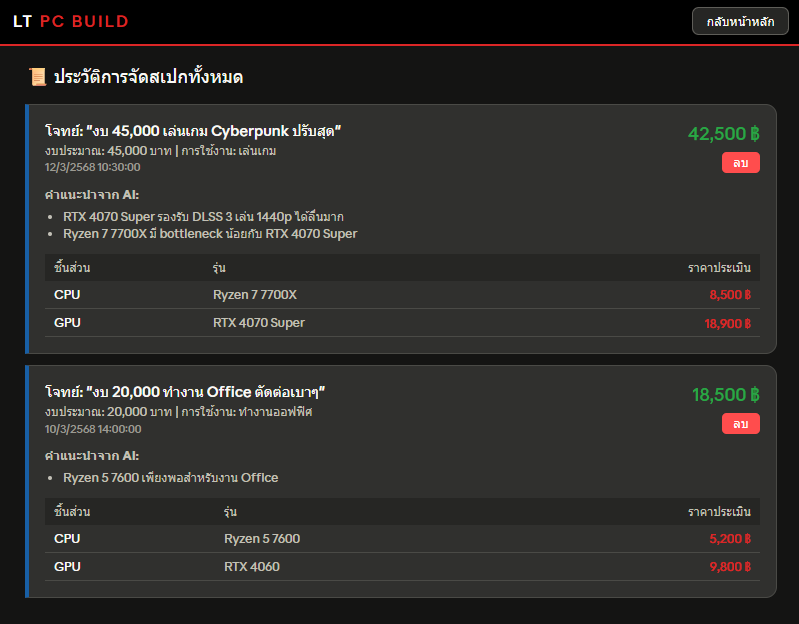 LT PC BUILD
กลับหน้าหลัก
ประวัติการจัดสเปกทั้งหมด
โจทย์: "งบ 45,000 เล่นเกม Cyberpunk ปรับสุด"
42,500 ฿
งบประมาณ: 45,000 บาท | การใช้งาน: เล่นเกม
12/3/2568 10:30:00
ลบ
คำแนะนำจาก AI:
• RTX 4070 Super รองรับ DLSS 3 เล่น 1440p ได้ลื่นมาก
• Ryzen 7 7700X มี bottleneck น้อยกับ RTX 4070 Super
ชิ้นส่วน รุ่น ราคาประเมิน
CPU Ryzen 7 7700X 8,500 ฿
GPU RTX 4070 Super 18,900 ฿
โจทย์: "งบ 20,000 ทำงาน Office ตัดต่อเบาๆ"
18,500 ฿
งบประมาณ: 20,000 บาท | การใช้งาน: ทำงานออฟฟิศ
10/3/2568 14:00:00
ลบ
คำแนะนำจาก AI:
• Ryzen 5 7600 เพียงพอสำหรับงาน Office
ชิ้นส่วน รุ่น ราคาประเมิน
CPU Ryzen 5 7600 5,200 ฿
GPU RTX 4060 9,800 ฿